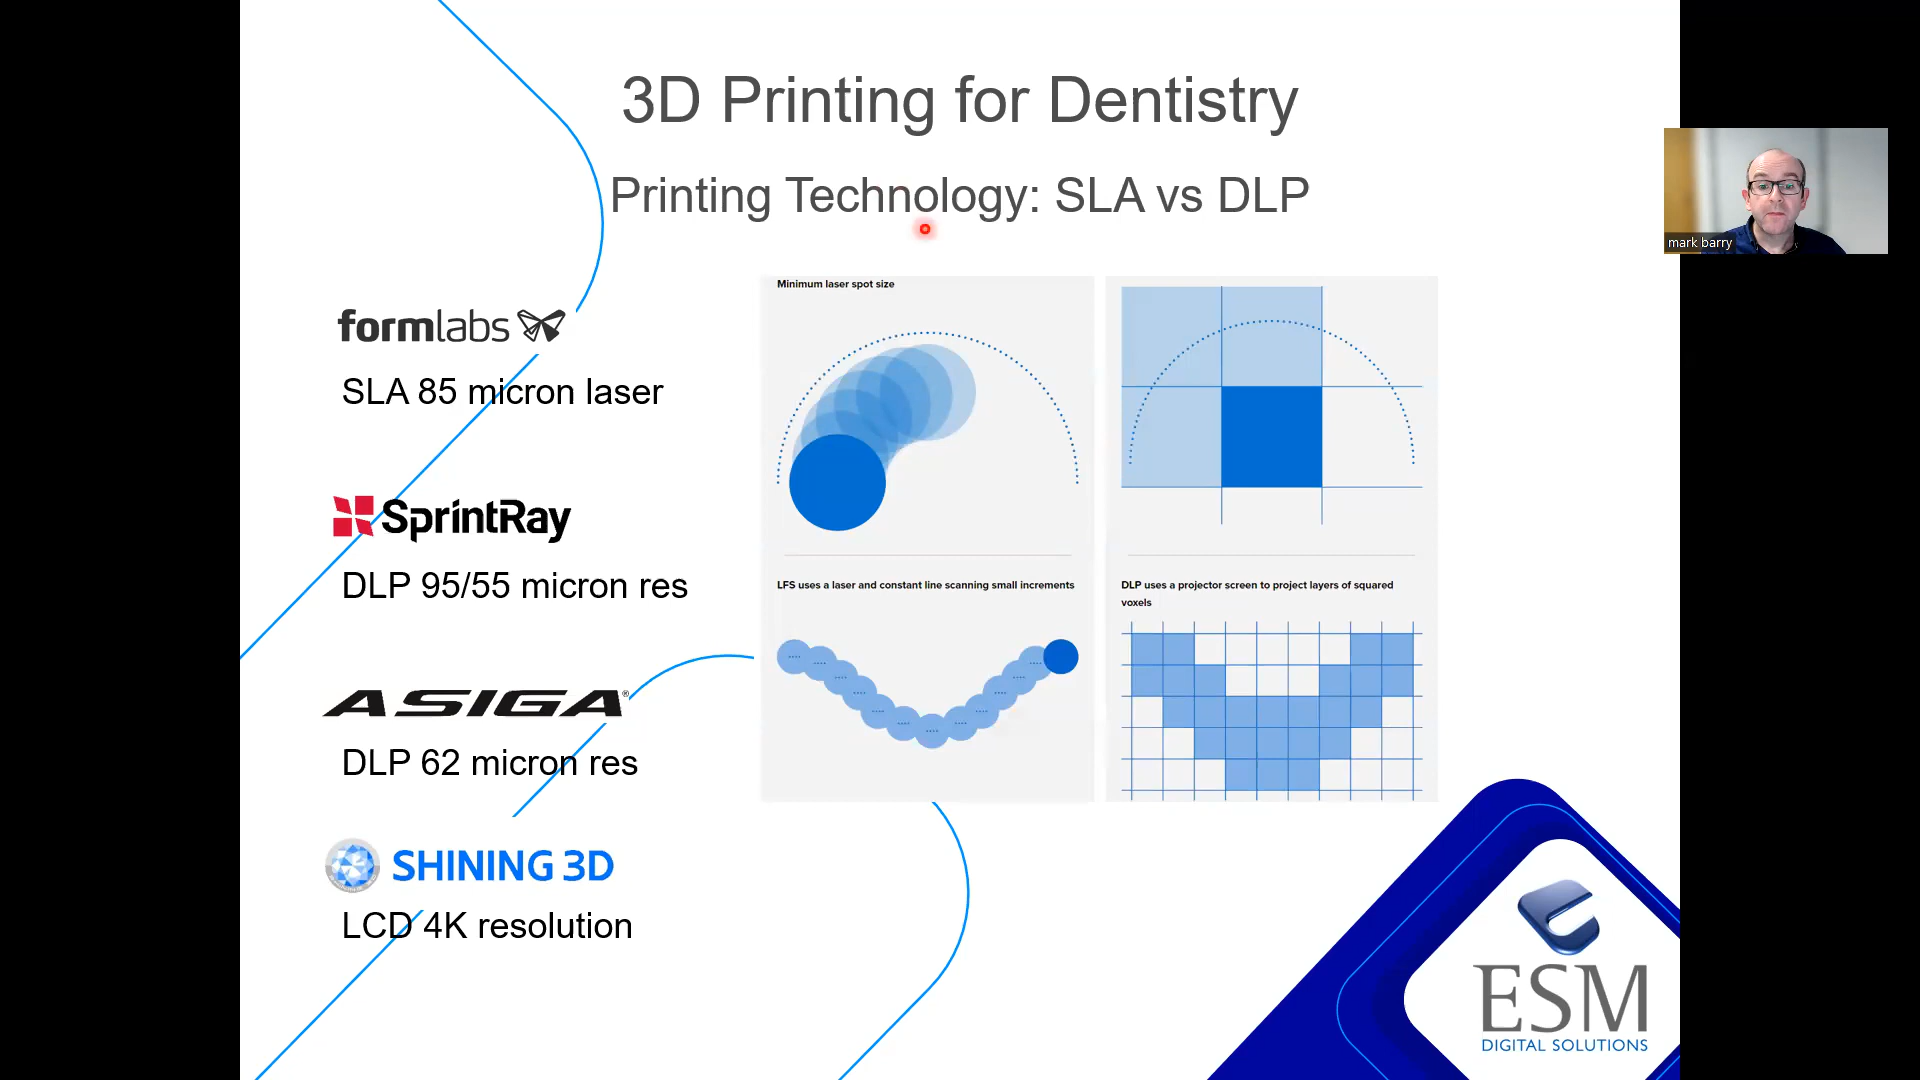 3D Printing for Dentistry
Printing Technology: SLA vs DLP
mark barry
formlabs
SLA 85 micron laser
SprintRay
DLP 95/55 micron res
ASIGA®
DLP 62 micron res
SHINING 3D
LCD 4K resolution
Minimum laser spot size
LFS uses a laser and constant line scanning small increments
DLP uses a projector screen to project layers of squared
voxels
ESM
DIGITAL SOLUTIONS